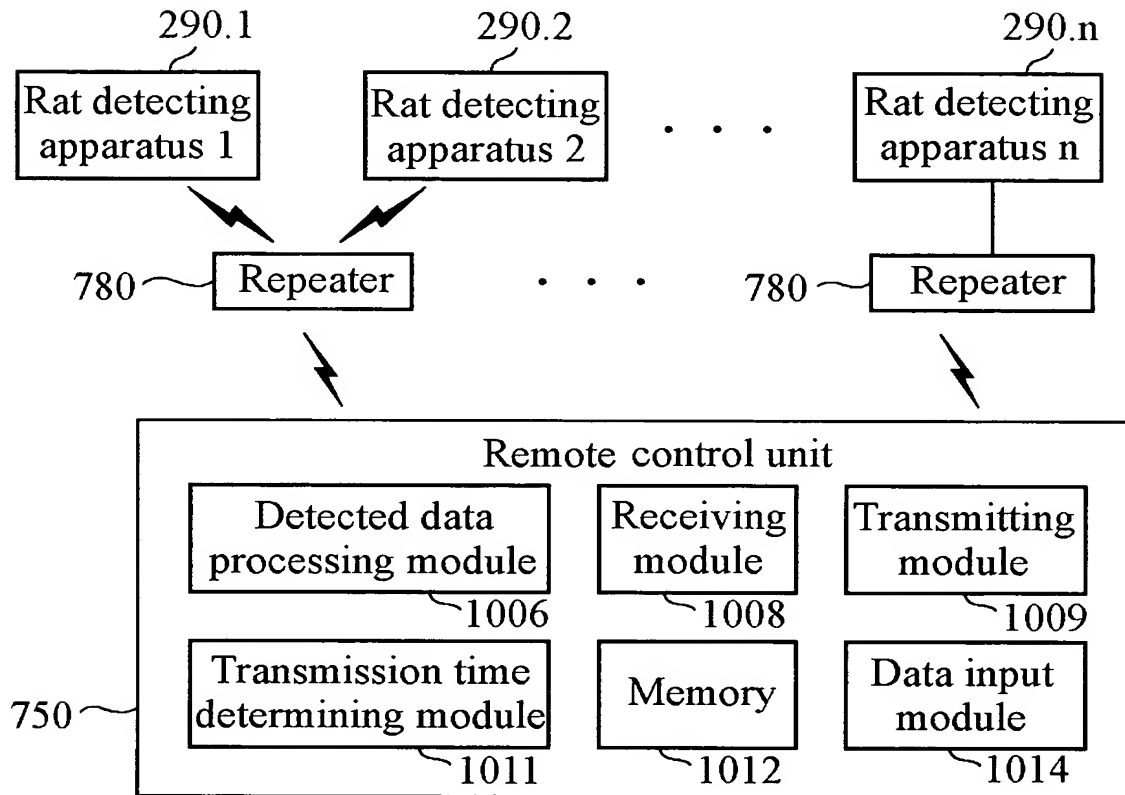 290.1 290.2 290.n
Rat detecting apparatus 1
Rat detecting apparatus 2
. . .
Rat detecting apparatus n
780 Repeater . . . 780 Repeater
Remote control unit
Detected data processing module
1006
Receiving module
1008
Transmitting module
1009
750
Transmission time determining module
1011
Memory
1012
Data input module
1014